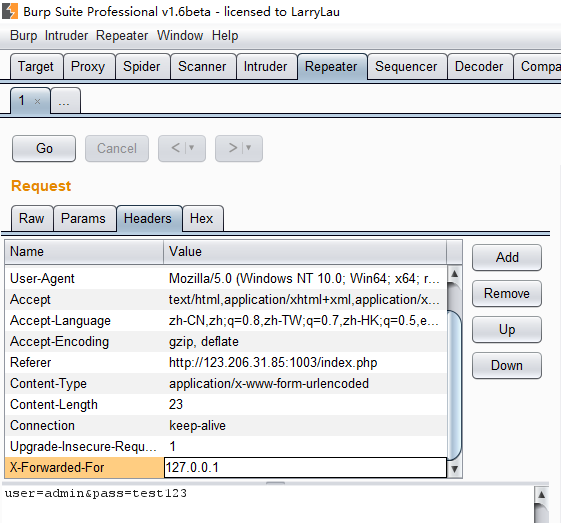 Burp Suite Professional v1.6beta - licensed to LarryLau
Burp Intruder Repeater Window Help
Target Proxy Spider Scanner Intruder Repeater Sequencer Decoder Compa
1 × ...
Go Cancel < > 
Request
Raw Params Headers Hex
Name Value
User-Agent Mozilla/5.0 (Windows NT 10.0; Win64; x64; r...
Accept text/html,application/xhtml+xml,application/x...
Accept-Language zh-CN,zh;q=0.8,zh-TW;q=0.7,zh-HK;q=0.5,e...
Accept-Encoding gzip, deflate
Referer http://123.206.31.85:1003/index.php
Content-Type application/x-www-form-urlencoded
Content-Length 23
Connection keep-alive
Upgrade-Insecure-Requ... 1
X-Forwarded-For 127.0.0.1
Add
Remove
Up
Down
user=admin&pass=test123